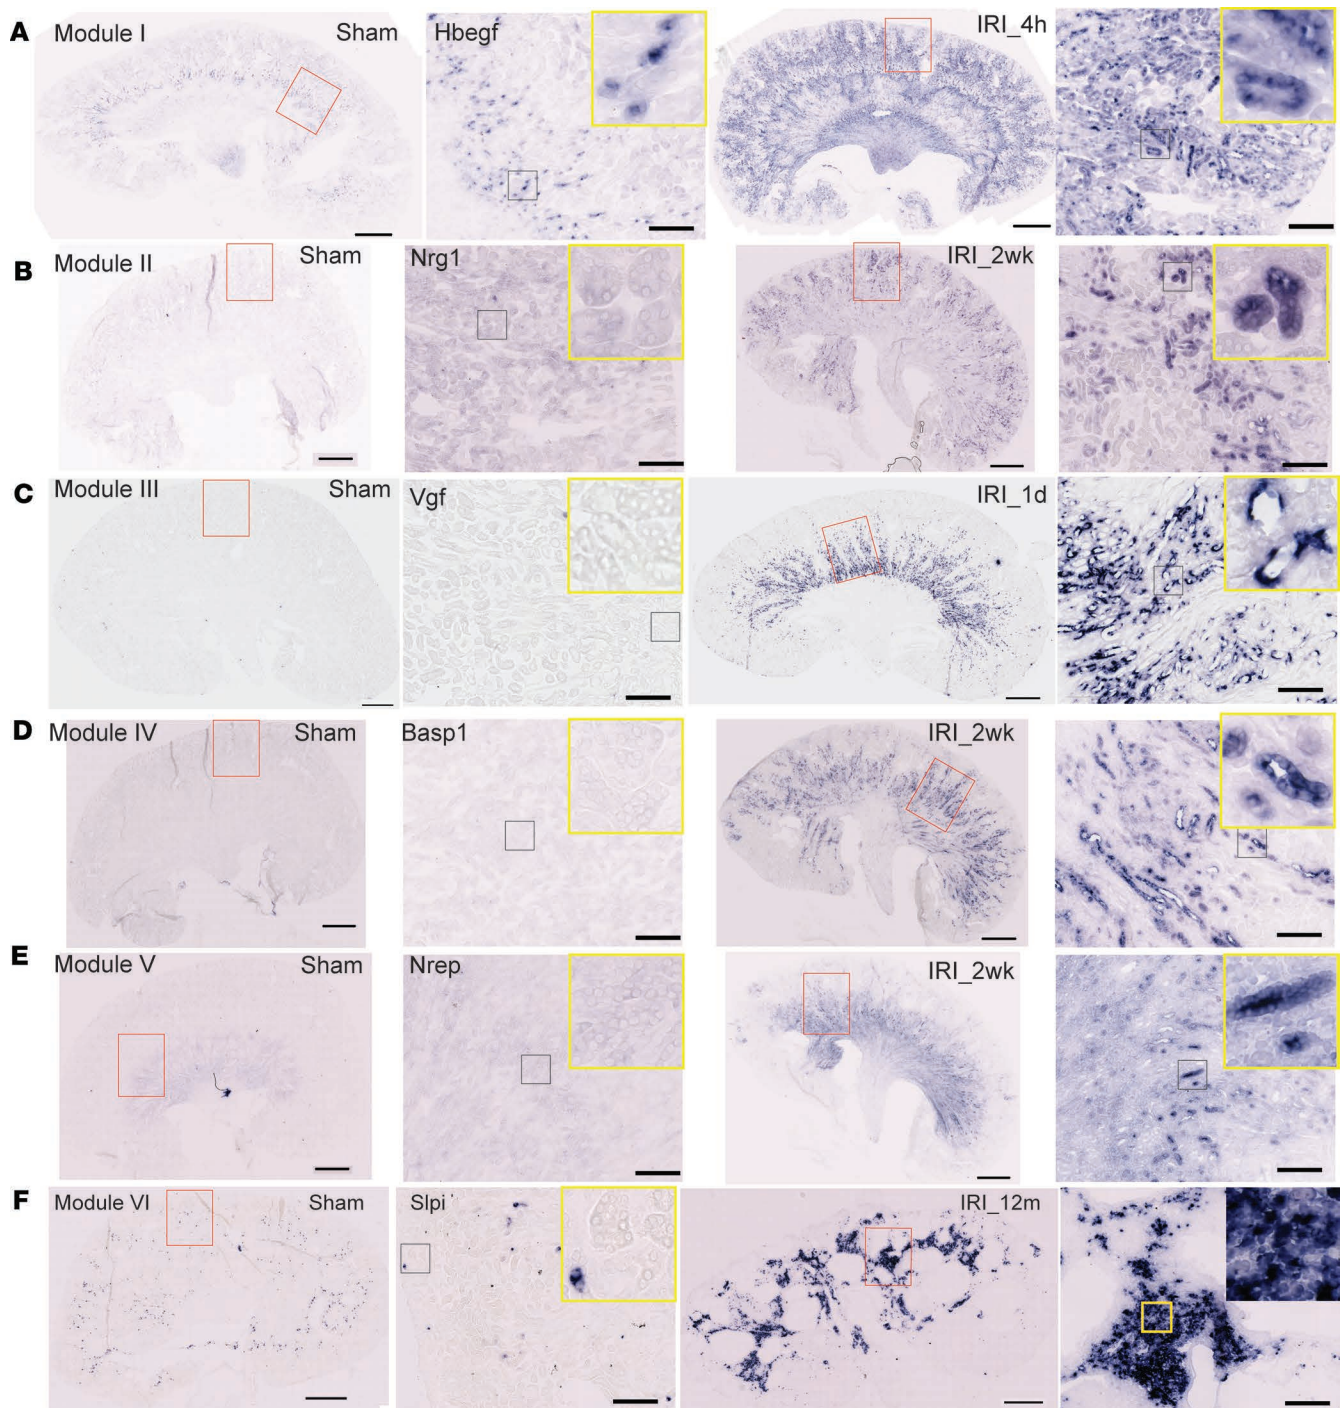 A Module I Sham Hbegf IRI_4h
B Module II Sham Nrg1 IRI_2wk
C Module III Sham Vgf IRI_1d
D Module IV Sham Basp1 IRI_2wk
E Module V Sham Nrep IRI_2wk
F Module VI Sham Slpi IRI_12m